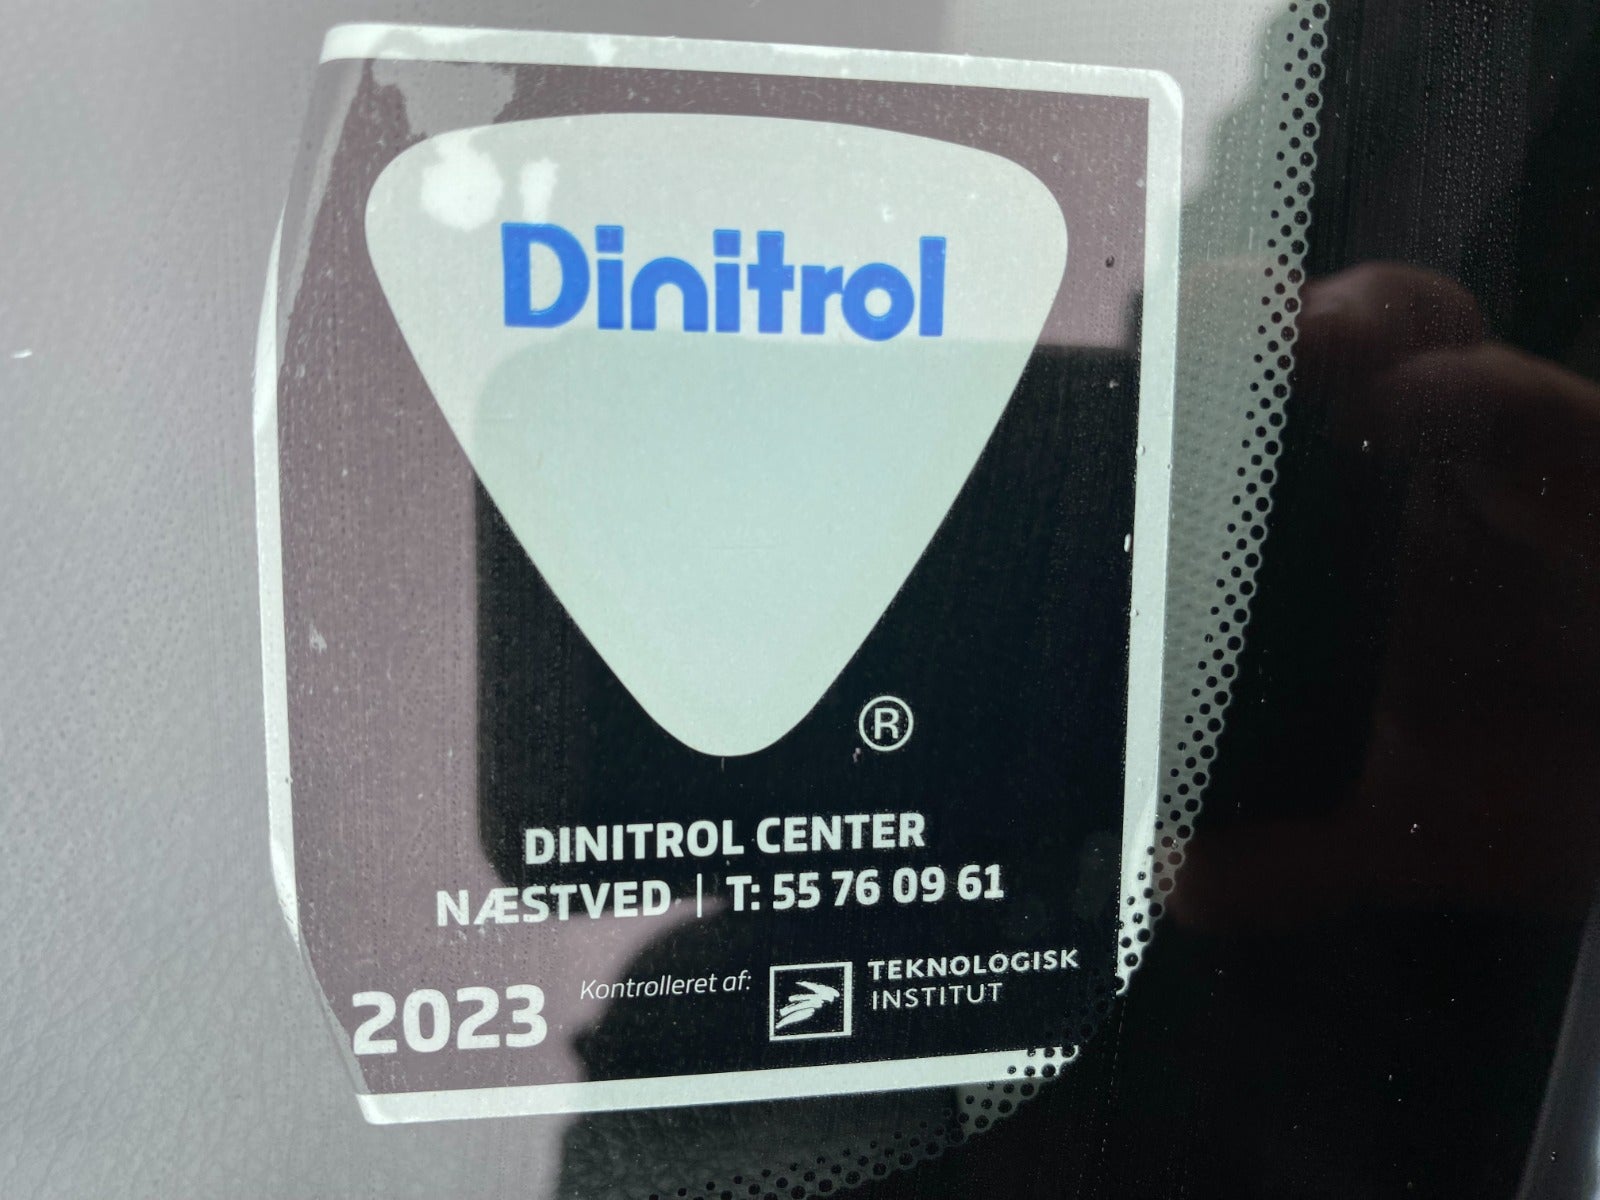 Dinitrol
®
DINITROL CENTER
NÆSTVED | T: 55 76 09 61
2023
Kontrolleret af:
TEKNOLOGISK
INSTITUT